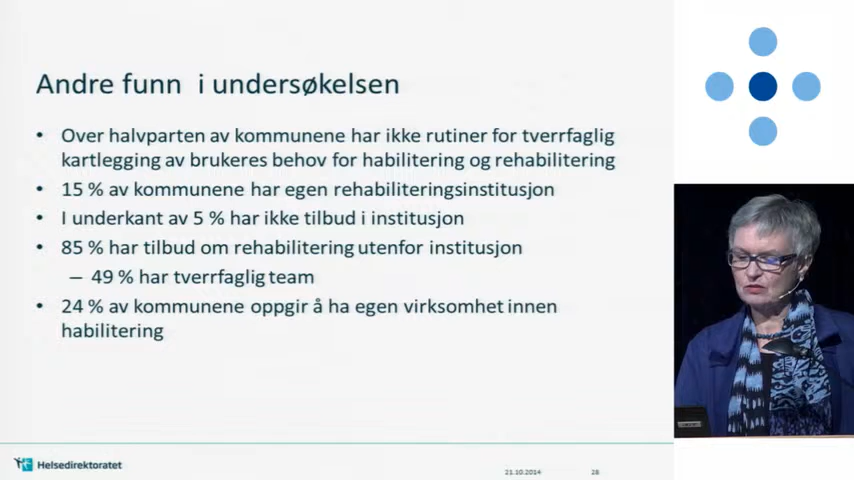 Andre funn i undersøkelsen
• Over halvparten av kommunene har ikke rutiner for tverrfaglig
kartlegging av brukeres behov for habilitering og rehabilitering
• 15 % av kommunene har egen rehabiliteringsinstitusjon
• I underkant av 5 % har ikke tilbud i institusjon
• 85 % har tilbud om rehabilitering utenfor institusjon
– 49 % har tverrfaglig team
• 24 % av kommunene oppgir å ha egen virksomhet innen
habilitering
Helsedirektoratet
21.10.2014
28